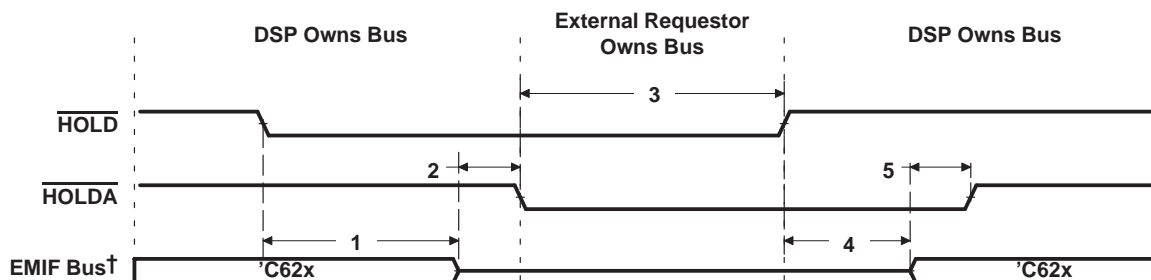 DSP Owns Bus
External Requestor
Owns Bus
DSP Owns Bus
3
HOLD
2
5
HOLDA
1
4
EMIF Bus†
’C62x
’C62x